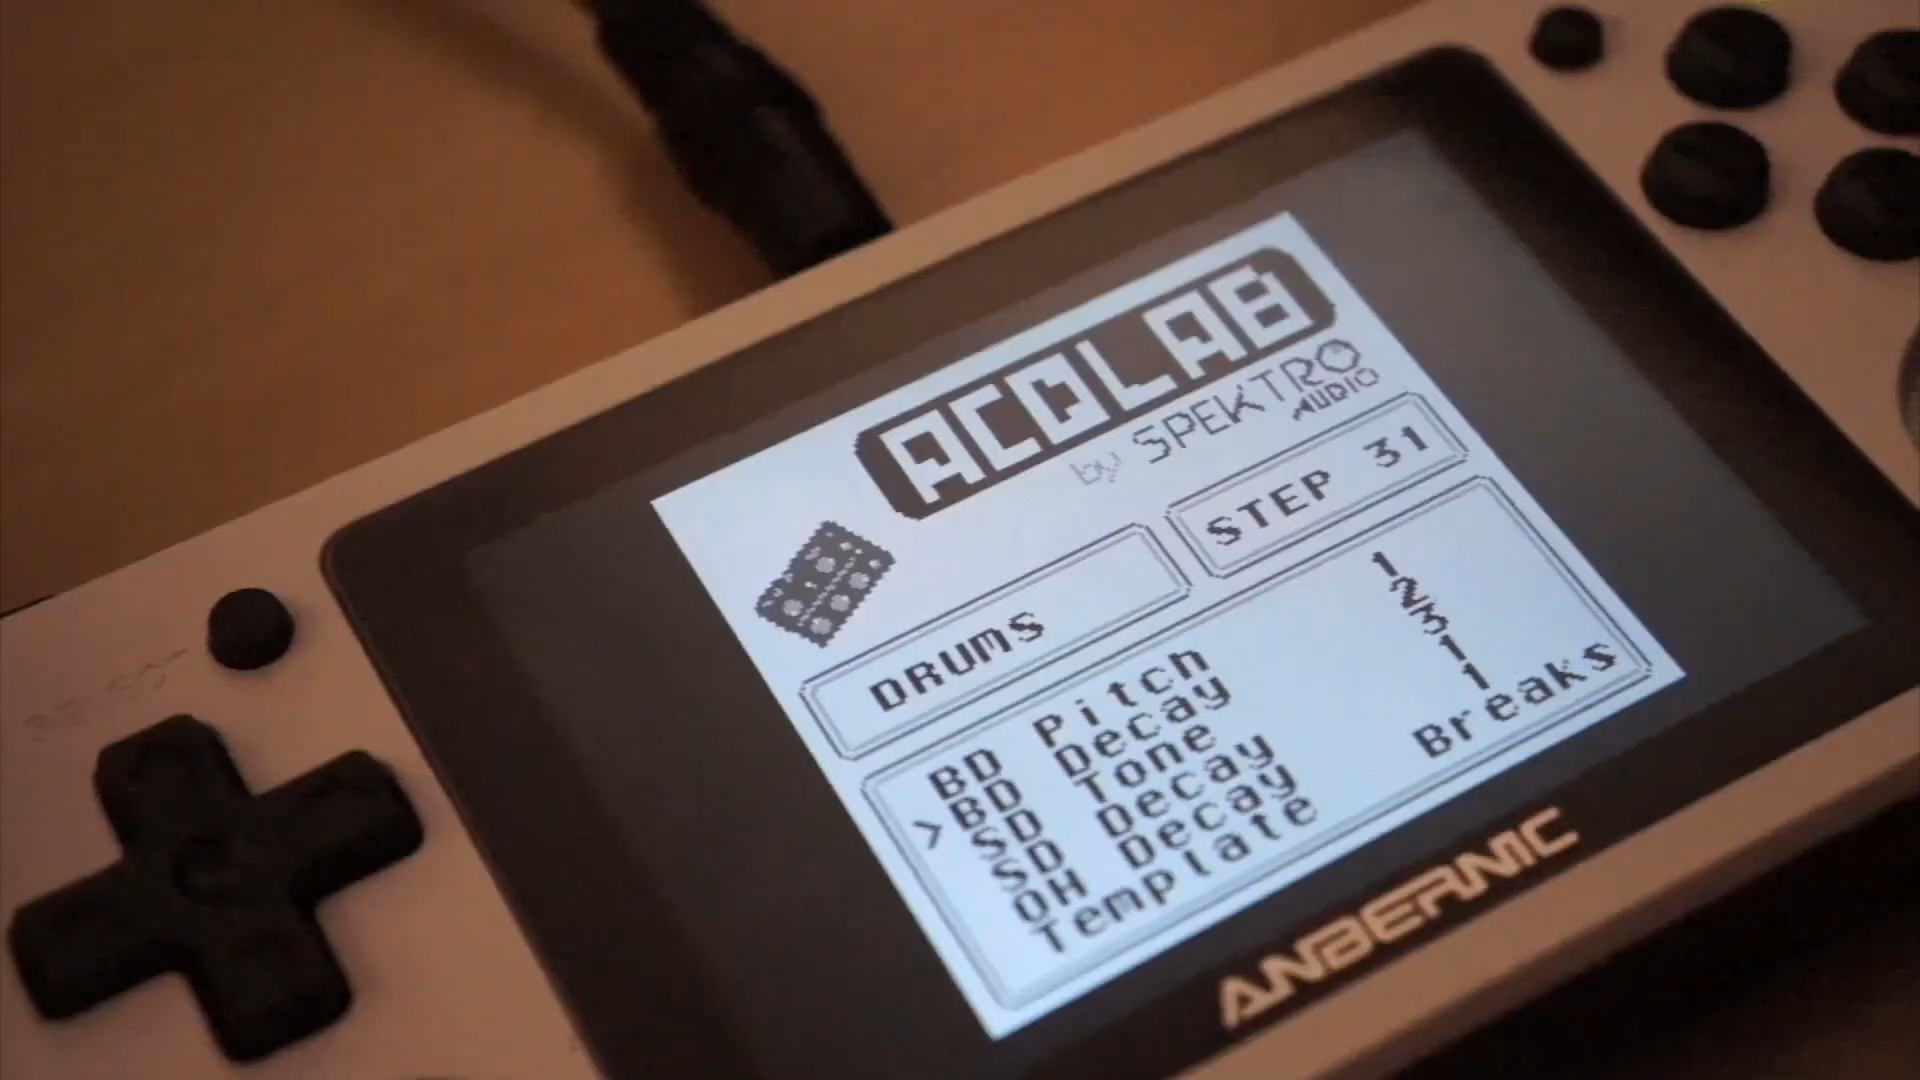 ACDLAB
by SPEKTRO
AUDIO
DRUMS
STEP 31
BD Pitch 1
> BD Decay 2
SD Tone 3
SD Decay 1
OH Decay 1
Template Breaks
ANBERNIC